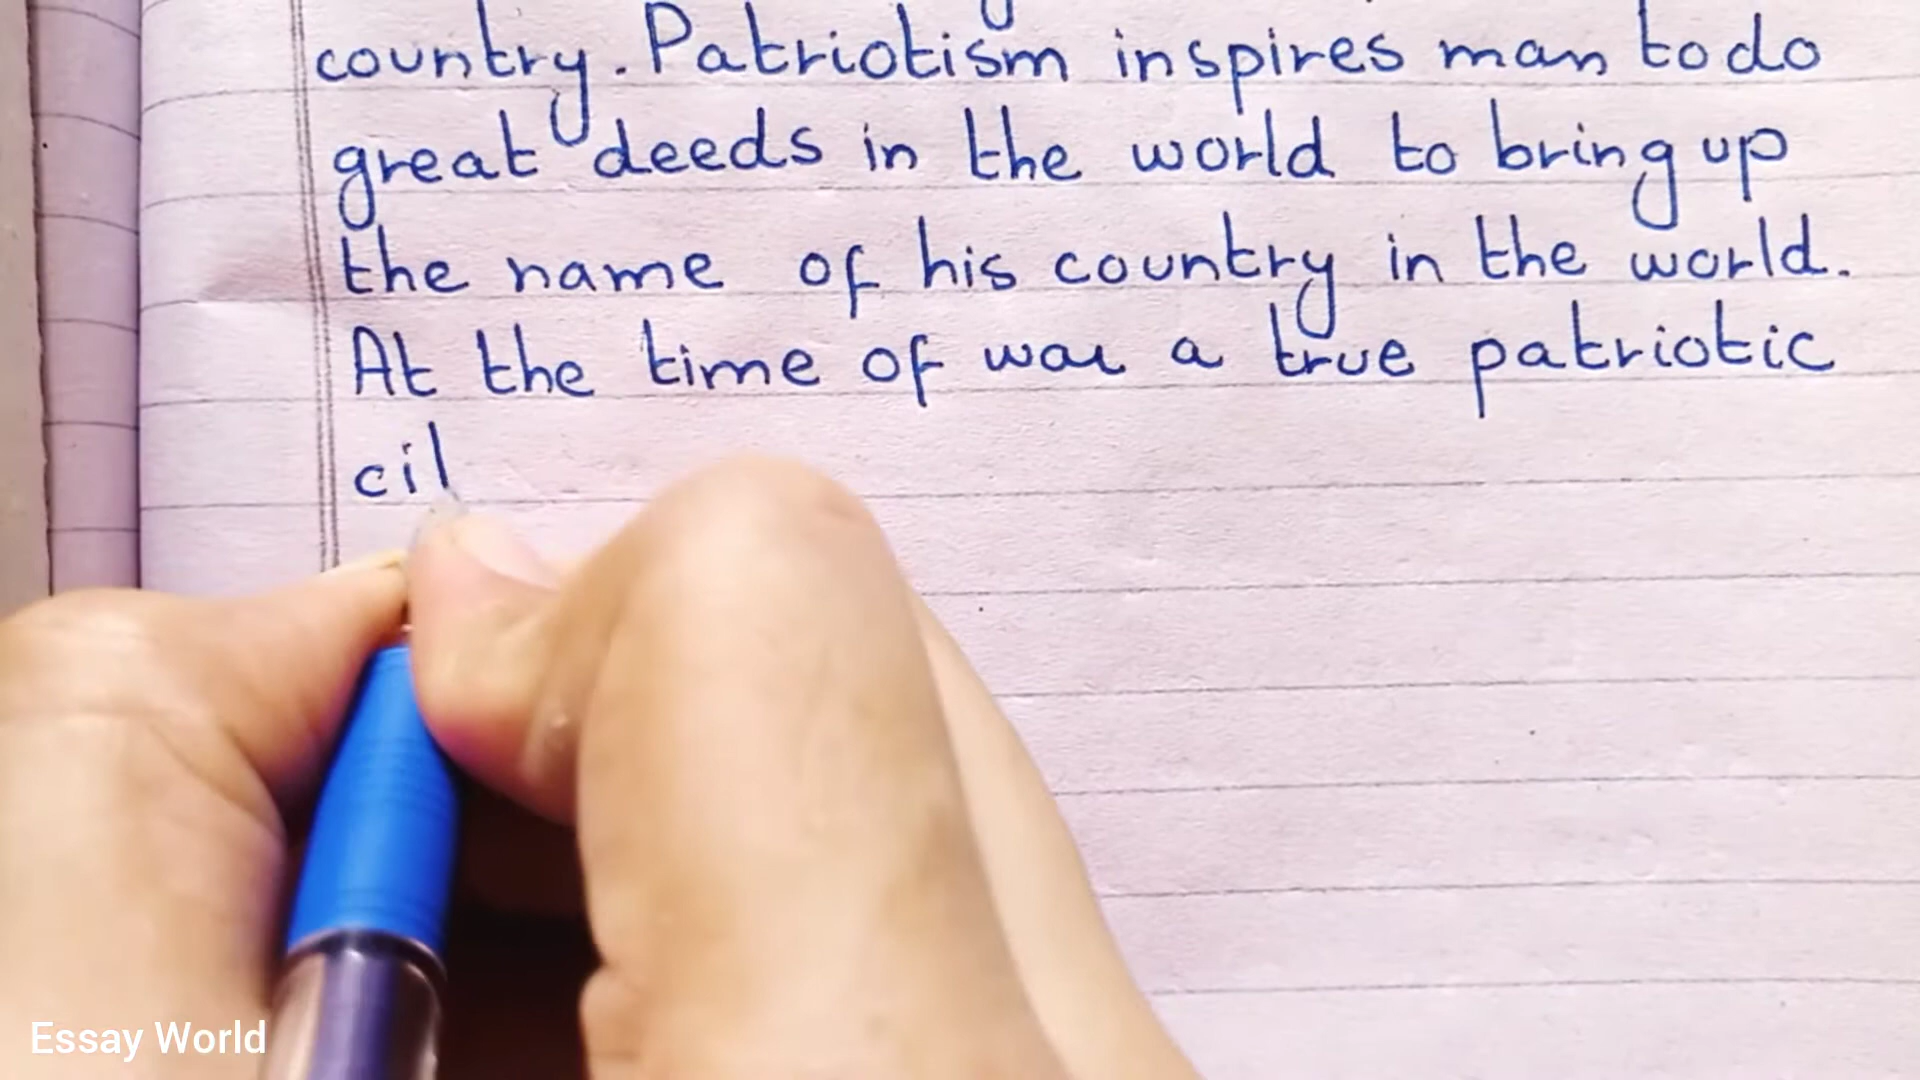 country. Patriotism inspires man to do
great deeds in the world to bring up
the name of his country in the world.
At the time of war a true patriotic
cil
Essay World